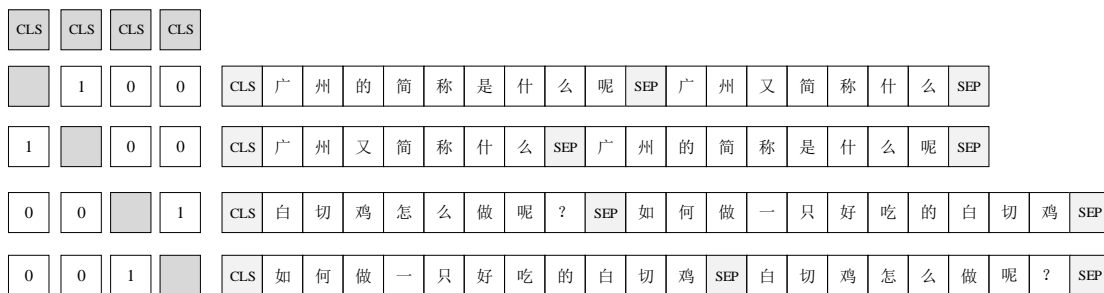 CLS CLS CLS CLS
1 0 0 CLS 广 州 的 简 称 是 什 么 呢 SEP 广 州 又 简 称 什 么 SEP
1 0 0 CLS 广 州 又 简 称 什 么 SEP 广 州 的 简 称 是 什 么 呢 SEP
0 0 1 CLS 白 切 鸡 怎 么 做 呢 ？ SEP 如 何 做 一 只 好 吃 的 白 切 鸡 SEP
0 0 1 CLS 如 何 做 一 只 好 吃 的 白 切 鸡 SEP 白 切 鸡 怎 么 做 呢 ？ SEP